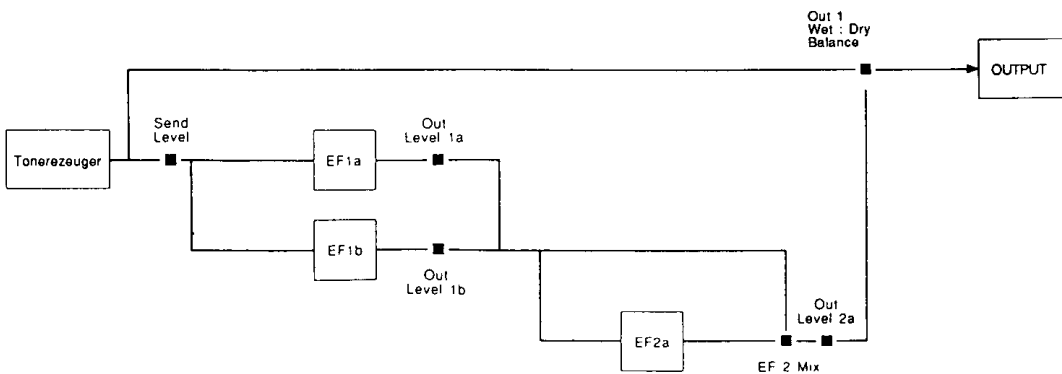 Out 1
Wet : Dry
Balance
OUTPUT
Send
Level
Out
Level 1a
Tonerezeuger
EF1a
EF1b
Out
Level 1b
Out
Level 2a
EF2a
EF 2 Mix